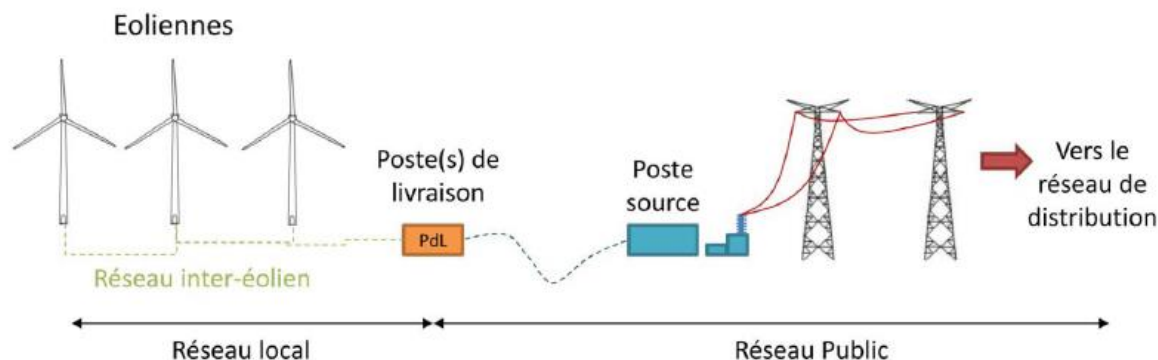 Eoliennes
Poste(s) de
livraison
Poste
source
Vers le
réseau de
distribution
PdL
Réseau inter-éolien
Réseau local
Réseau Public